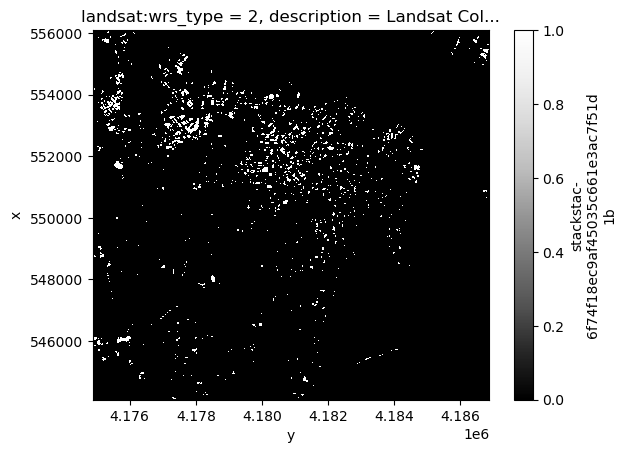 landsat:wrs_type = 2, description = Landsat Col...
556000
554000
552000
550000
548000
546000
x
4.176
4.178
4.180
4.182
4.184
4.186
1e6
y
1.0
0.8
0.6
0.4
0.2
0.0
stackstac-
6f74f18ec9af45035c661e3ac7f51d
1b